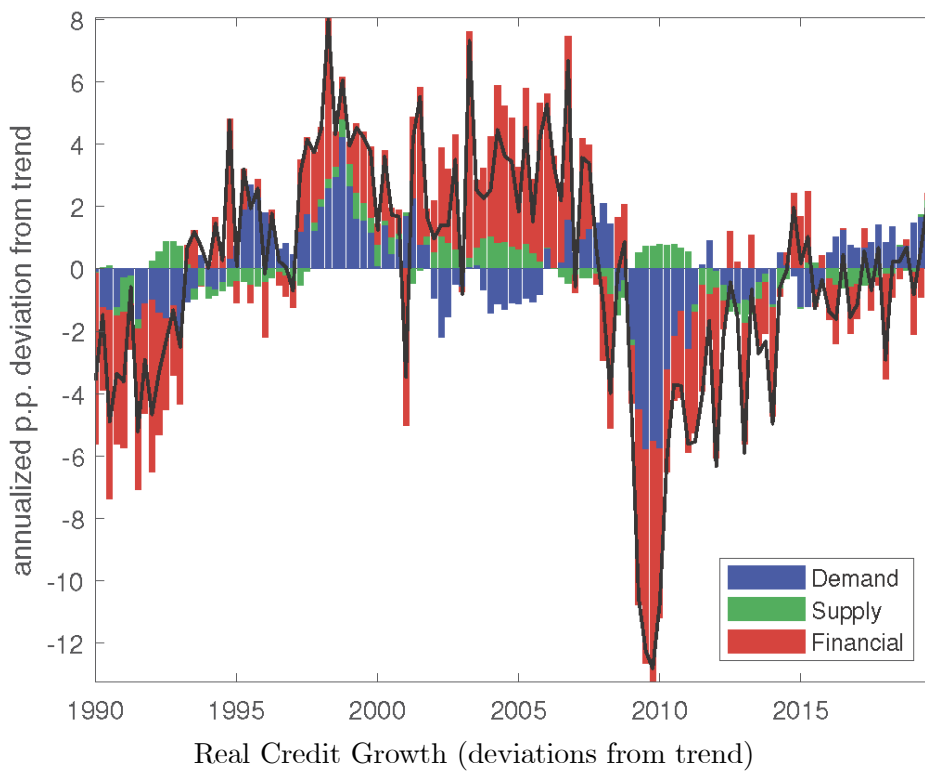 annualized p.p. deviation from trend
8
6
4
2
0
-2
-4
-6
-8
-10
-12
Demand
Supply
Financial
1990 1995 2000 2005 2010 2015
Real Credit Growth (deviations from trend)